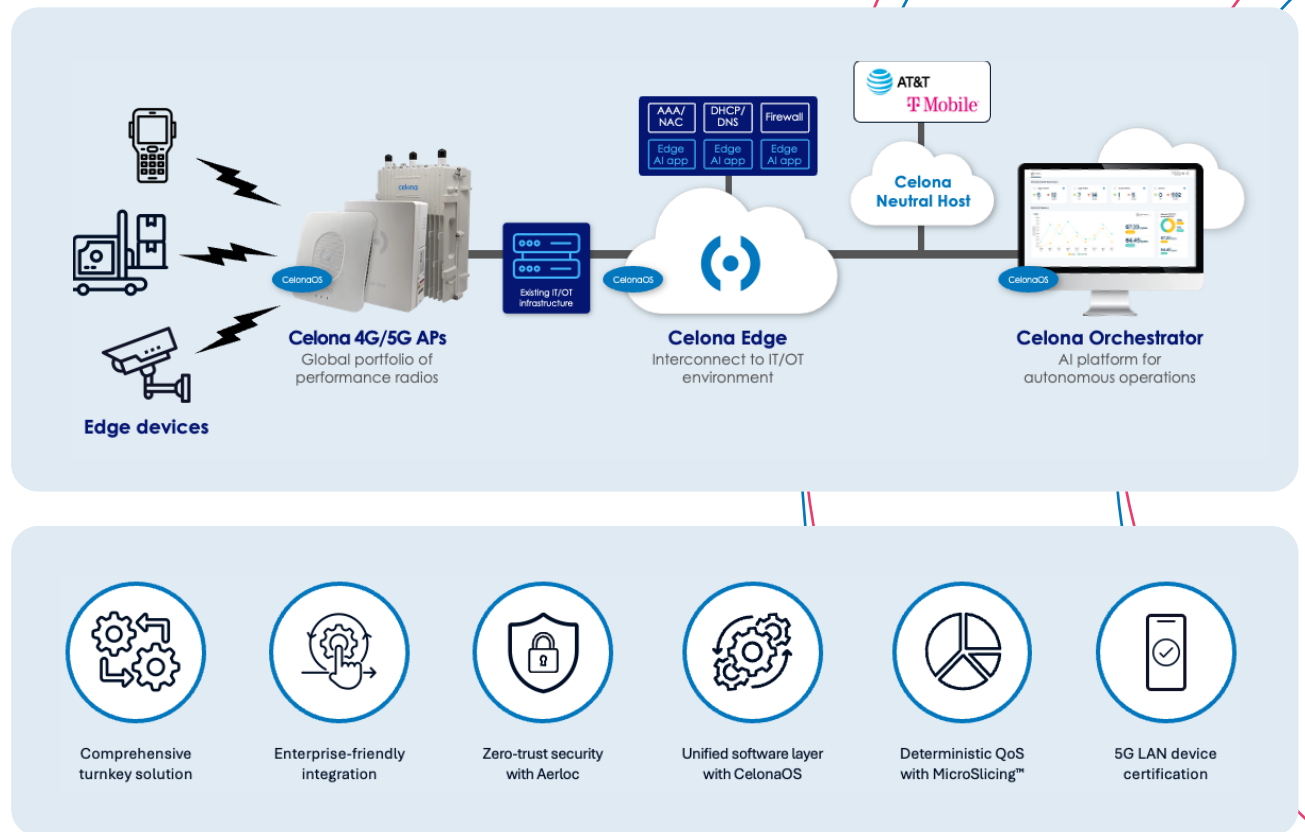 AT&T
T Mobile
AAA/
NAC
DHCP/
DNS
Firewall
Edge
AI app
Edge
AI app
Edge
AI app
Celona
Neutral Host
celona
CelonaOS
Existing IT/OT
infrastructure
CelonaOS
CelonaOS
Celona 4G/5G APs
Global portfolio of
performance radios
Celona Edge
Interconnect to IT/OT
environment
Celona Orchestrator
AI platform for
autonomous operations
Edge devices
Comprehensive
turnkey solution
Enterprise-friendly
integration
Zero-trust security
with Aerloc
Unified software layer
with CelonaOS
Deterministic QoS
with MicroSlicing™
5G LAN device
certification